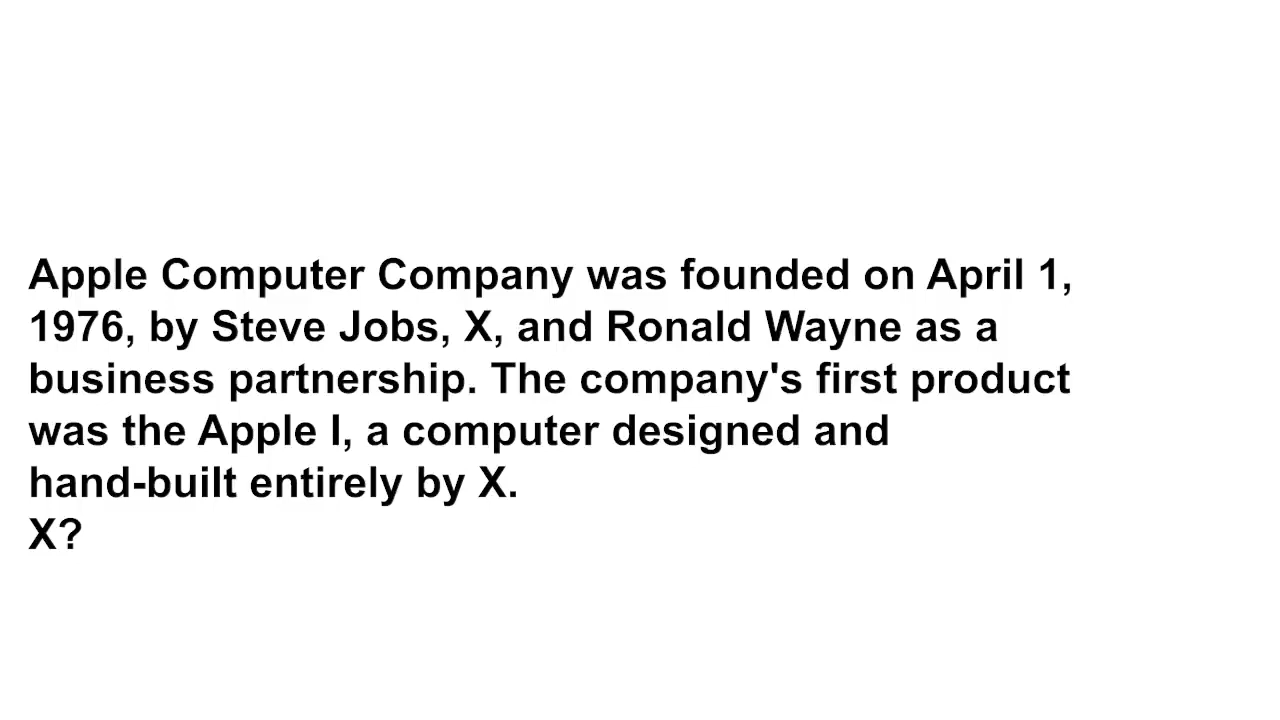 Apple Computer Company was founded on April 1,
1976, by Steve Jobs, X, and Ronald Wayne as a
business partnership. The company's first product
was the Apple I, a computer designed and
hand-built entirely by X.
X?